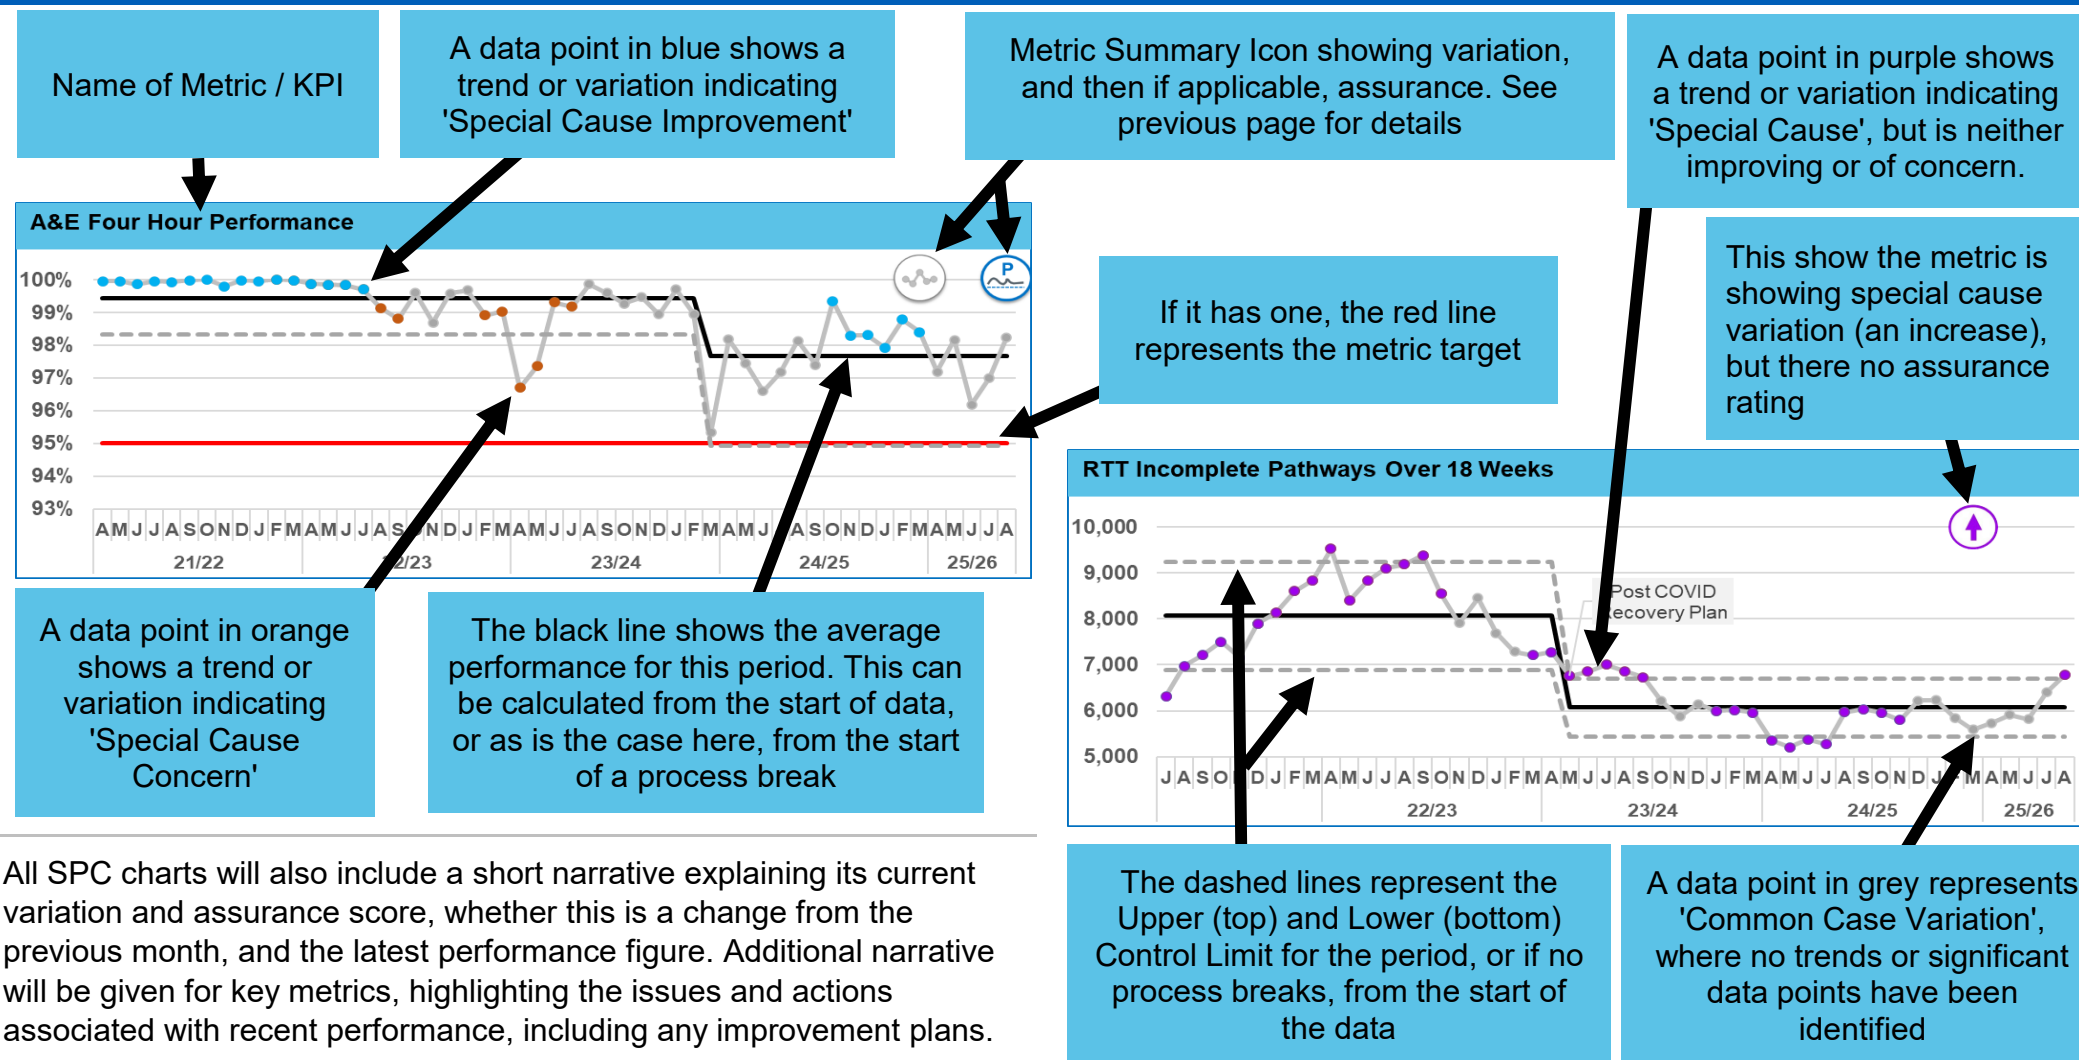 Name of Metric / KPI
A data point in blue shows a
trend or variation indicating
'Special Cause Improvement'
Metric Summary Icon showing variation,
and then if applicable, assurance. See
previous page for details
A data point in purple shows
a trend or variation indicating
'Special Cause', but is neither
improving or of concern.
This show the metric is
showing special cause
variation (an increase),
but there no assurance
rating
If it has one, the red line
represents the metric target
A&E Four Hour Performance
P
100%
99%
98%
97%
96%
95%
94%
93%
A M J J A S O N D J F M A M J J A S N D J F M A M J J A S O N D J F M A M J A S O N D J F M A M J J A
21/22 2/23 23/24 24/25 25/26
RTT Incomplete Pathways Over 18 Weeks
10,000
9,000
8,000
7,000
6,000
5,000
Post COVID
ecovery Plan
J A S O D J F M A M J J A S O N D J F M A M J J A S O N D J F M A M J J A S O N D J M A M J J A
22/23 23/24 24/25 25/26
A data point in orange
shows a trend or
variation indicating
'Special Cause
Concern'
The black line shows the average
performance for this period. This can
be calculated from the start of data,
or as is the case here, from the start
of a process break
All SPC charts will also include a short narrative explaining its current
variation and assurance score, whether this is a change from the
previous month, and the latest performance figure. Additional narrative
will be given for key metrics, highlighting the issues and actions
associated with recent performance, including any improvement plans.
The dashed lines represent the
Upper (top) and Lower (bottom)
Control Limit for the period, or if no
process breaks, from the start of
the data
A data point in grey represents
'Common Case Variation',
where no trends or significant
data points have been
identified